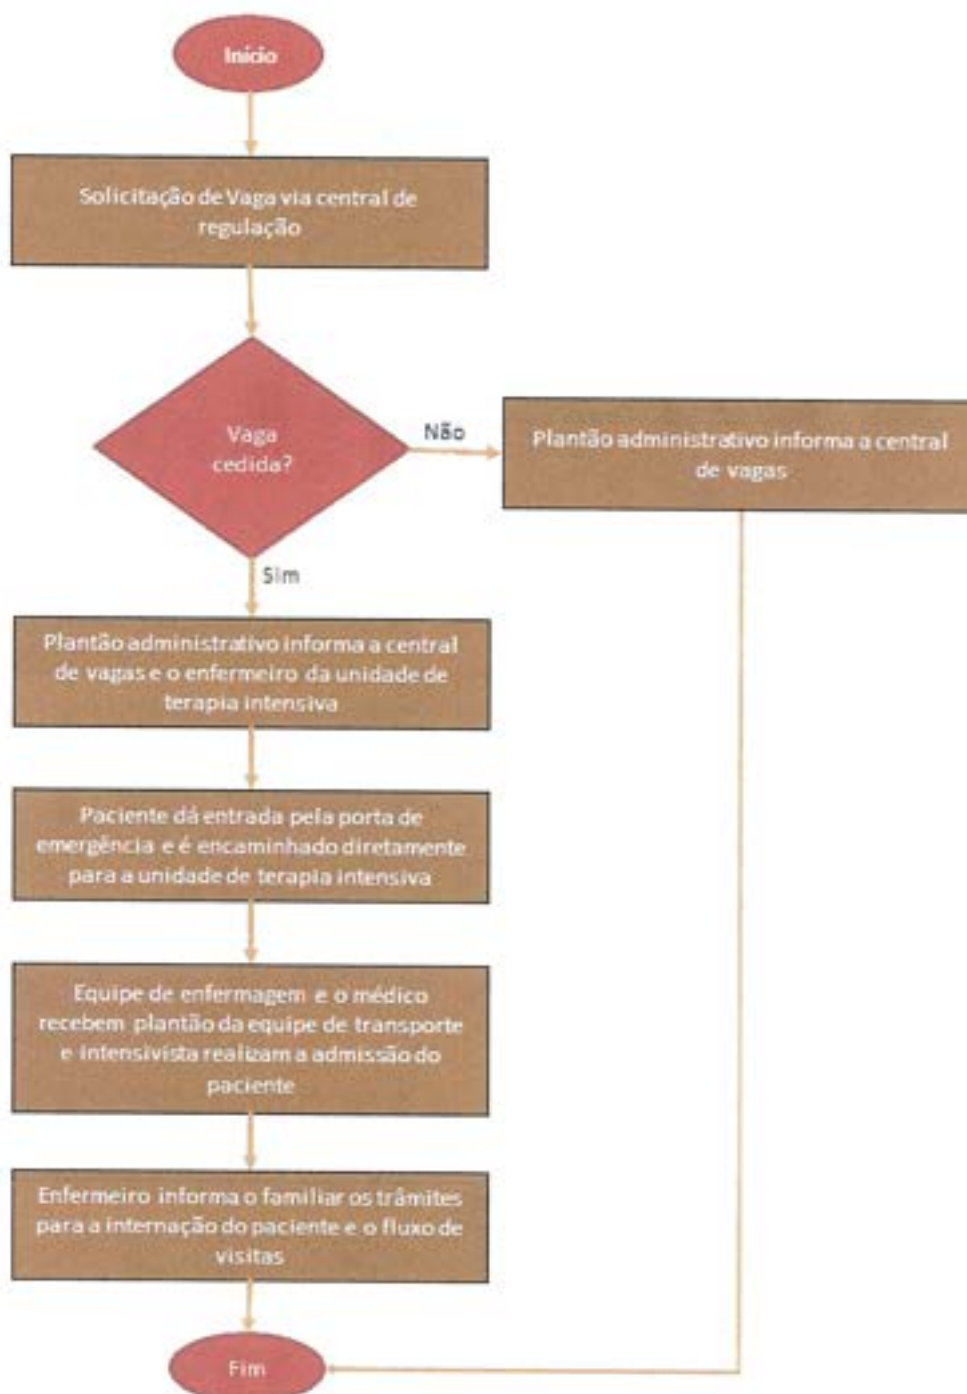 Início
Solicitação de Vaga via central de
regulação
Vaga
cedida?
Não
Plantão administrativo informa a central
de vagas
Sim
Plantão administrativo informa a central
de vagas e o enfermeiro da unidade de
terapia intensiva
Paciente dá entrada pela porta de
emergência e é encaminhado diretamente
para a unidade de terapia intensiva
Equipe de enfermagem e o médico
recebem plantão da equipe de transporte
e intensivista realizam a admissão do
paciente
Enfermeiro informa o familiar os trâmites
para a internação do paciente e o fluxo de
visitas
Fim